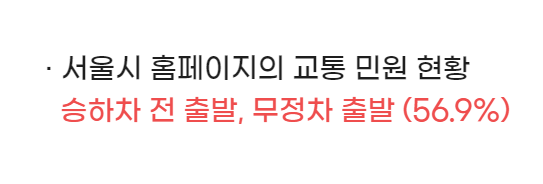 · 서울시 홈페이지의 교통 민원 현황
승하차 전 출발, 무정차 출발 (56.9%)